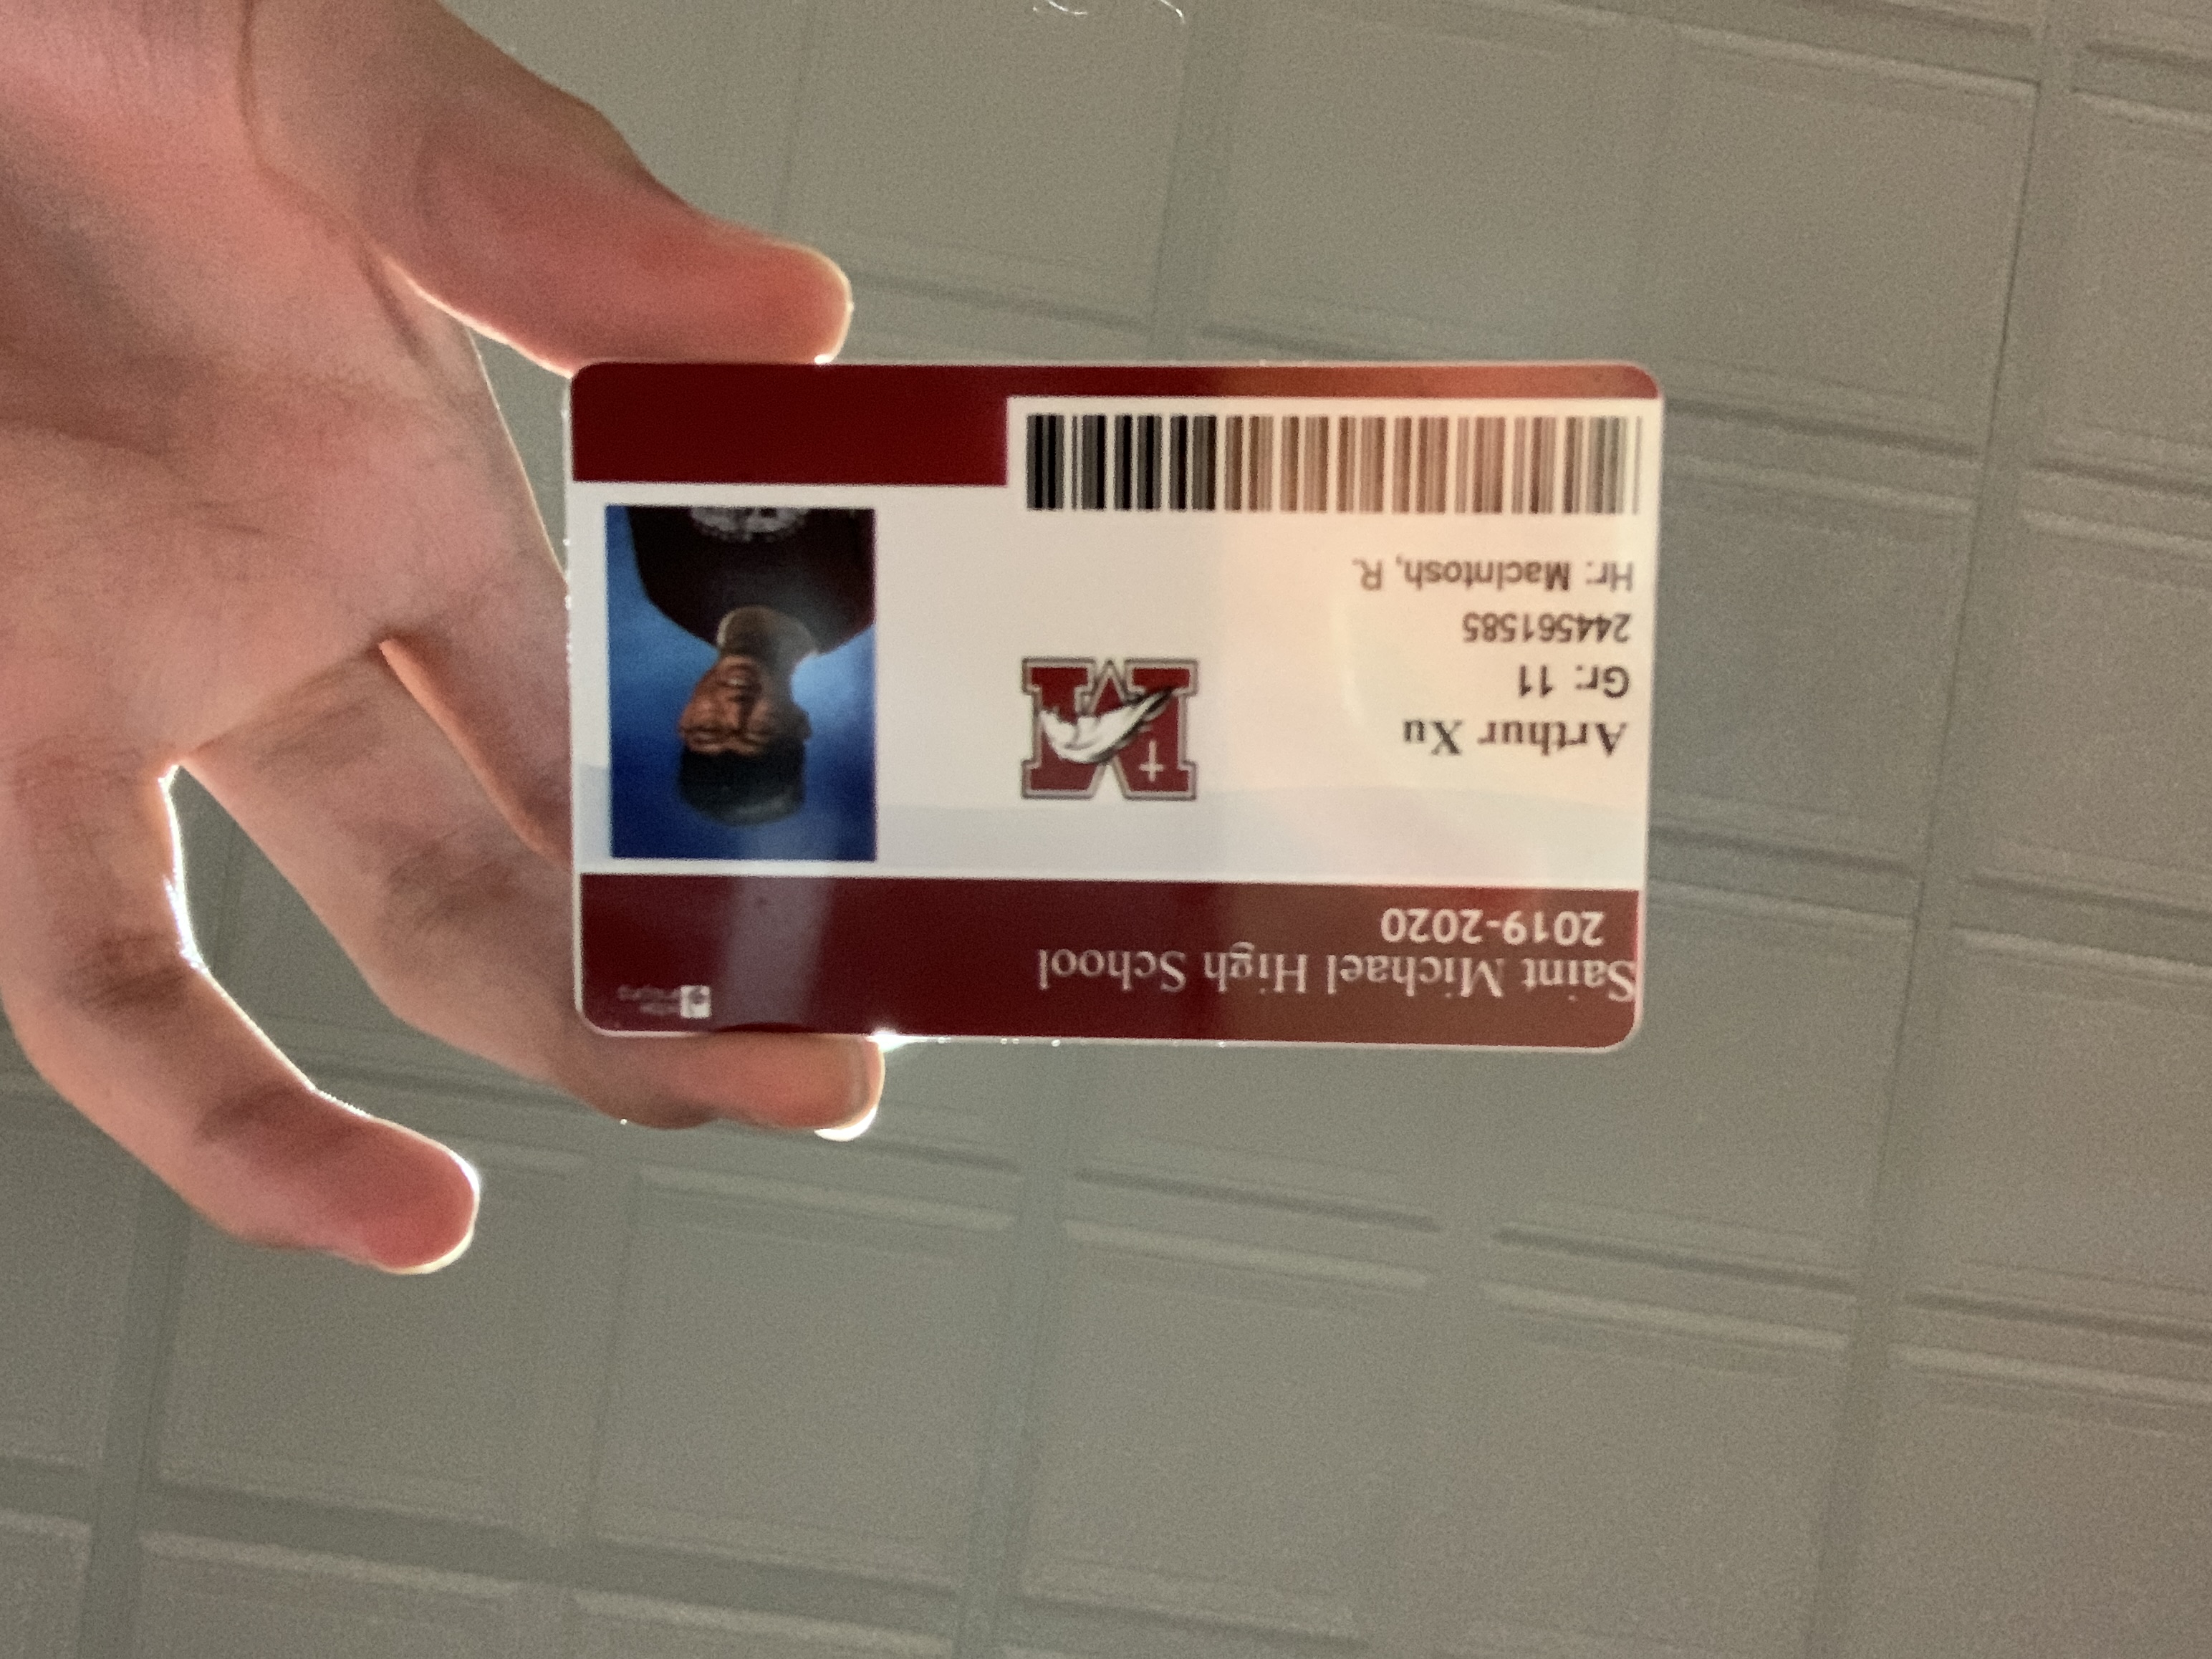 Saint Michael High School
2019-2020
Arthur Xu
Gr: 11
244561585
Hr: MacIntosh, R.
M